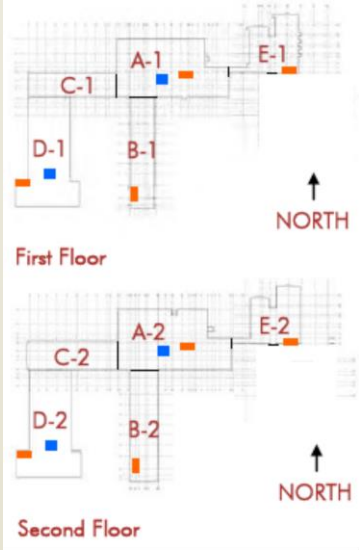 A-1
E-1
C-1
D-1
B-1
NORTH
First Floor
A-2
E-2
C-2
D-2
B-2
NORTH
Second Floor